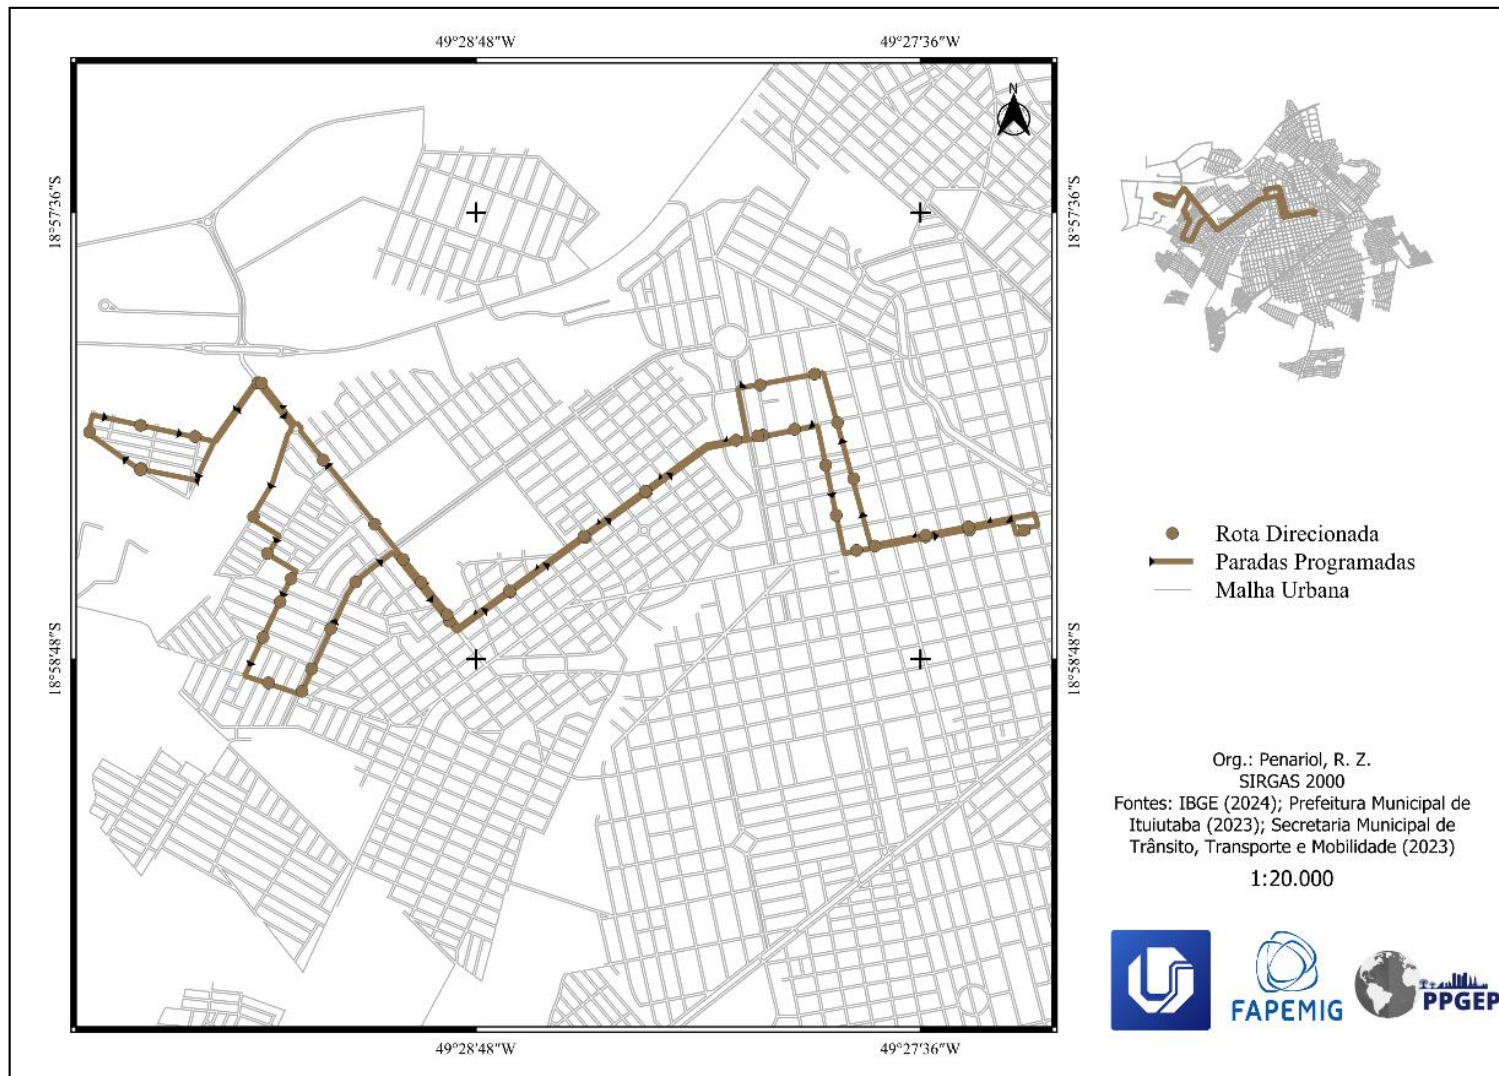 49°28'48"W
49°27'36"W
N
18°57'36"S
18°57'36"S
Rota Direcionada
Paradas Programadas
Malha Urbana
18°58'48"S
18°58'48"S
Org.: Penariol, R. Z.
SIRGAS 2000
Fontes: IBGE (2024); Prefeitura Municipal de
Ituiutaba (2023); Secretaria Municipal de
Trânsito, Transporte e Mobilidade (2023)
1:20.000
FAPEMIG
PPGEP
49°28'48"W
49°27'36"W